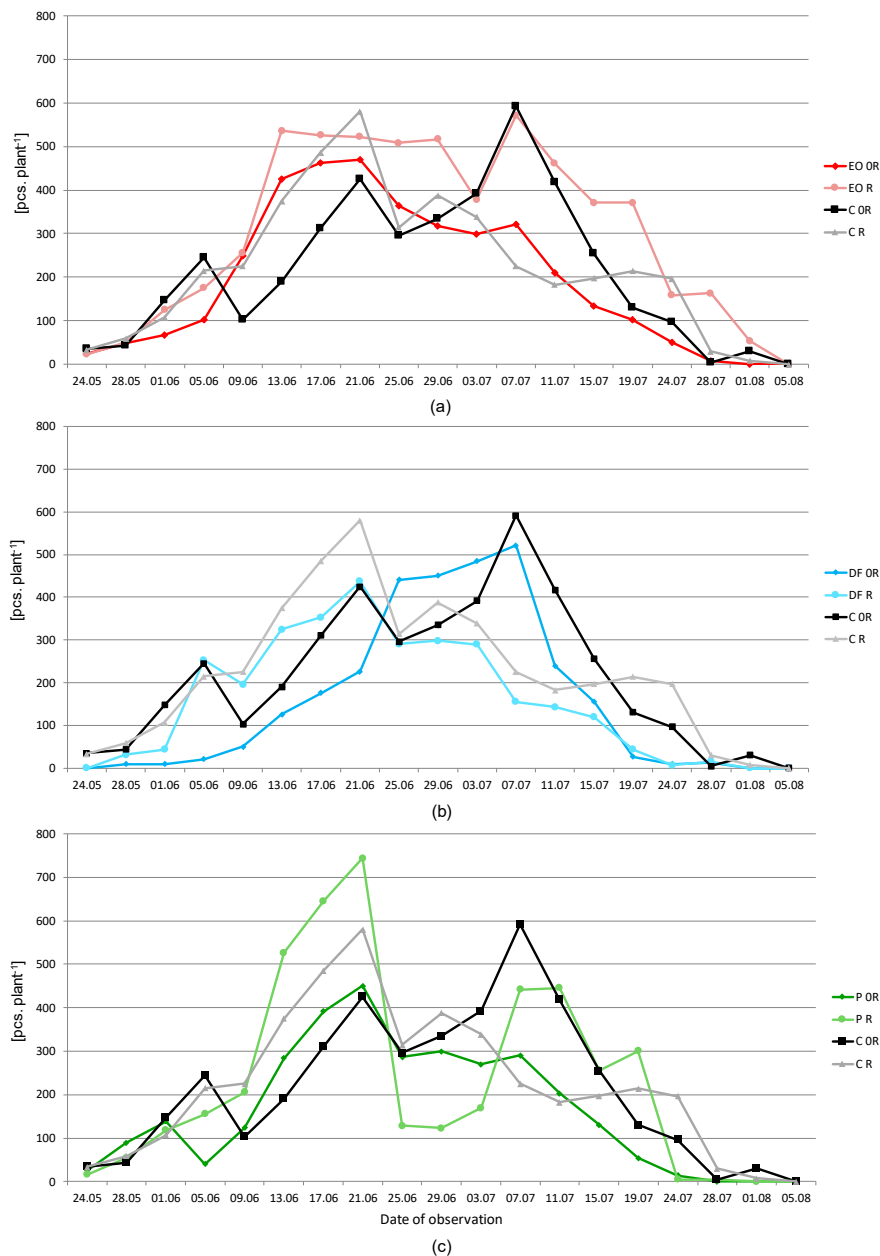 800
700
600
500
400
300
200
100
0
[pcs. plant-1]
24.05 28.05 01.06 05.06 09.06 13.06 17.06 21.06 25.06 29.06 03.07 07.07 11.07 15.07 19.07 24.07 28.07 01.08 05.08
EO 0R
EO R
C 0R
C R
(a)
800
700
600
500
400
300
200
100
0
[pcs. plant-1]
24.05 28.05 01.06 05.06 09.06 13.06 17.06 21.06 25.06 29.06 03.07 07.07 11.07 15.07 19.07 24.07 28.07 01.08 05.08
DF 0R
DF R
C 0R
C R
(b)
800
700
600
500
400
300
200
100
0
[pcs. plant-1]
24.05 28.05 01.06 05.06 09.06 13.06 17.06 21.06 25.06 29.06 03.07 07.07 11.07 15.07 19.07 24.07 28.07 01.08 05.08
P 0R
P R
C 0R
C R
Date of observation
(c)